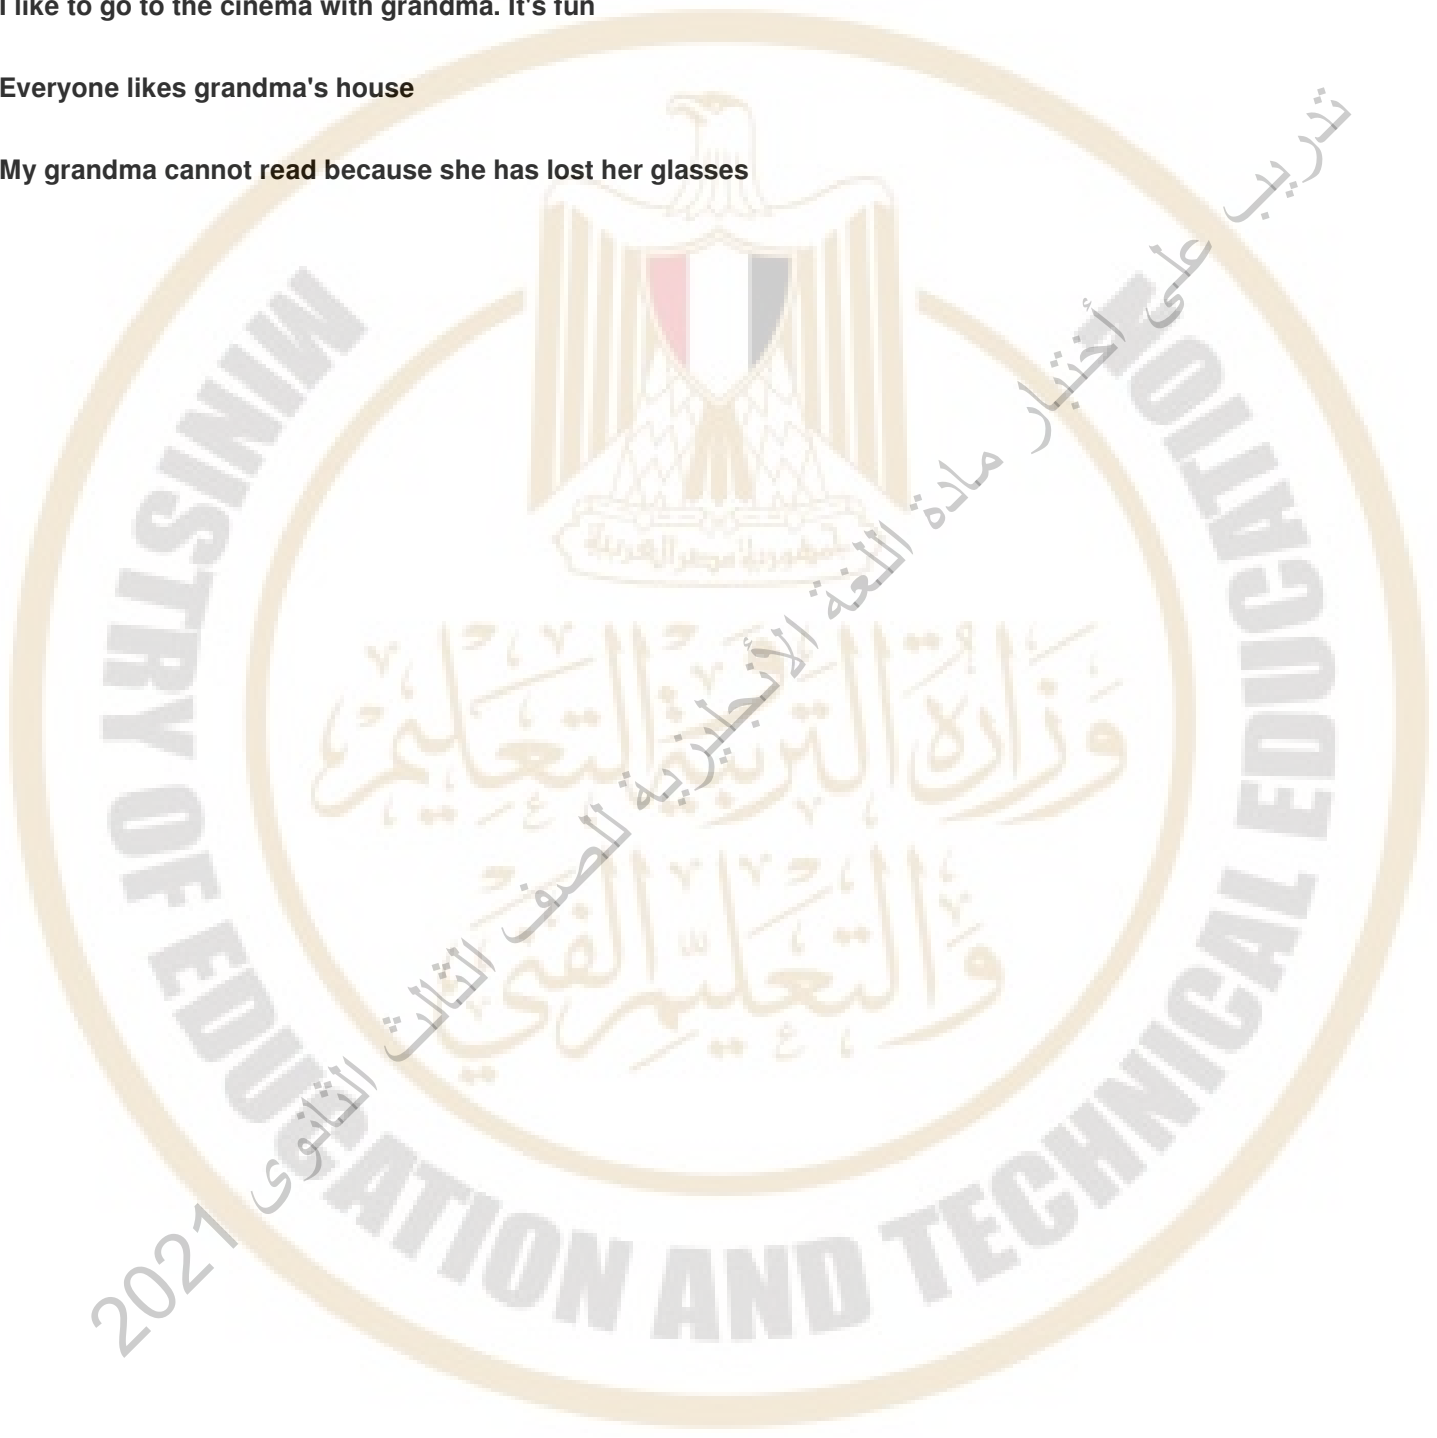 I like to go to the cinema with grandma. It's fun
Everyone likes grandma's house
My grandma cannot read because she has lost her glasses
تدريب على أختبار مادة اللغة الأنجليزية للصف الثالث الثانوى 2021
جمهورية مصر العربية
MINISTRY OF EDUCATION AND TECHNICAL EDUCATION
وزارة التربية والتعليم
والتعليم الفني